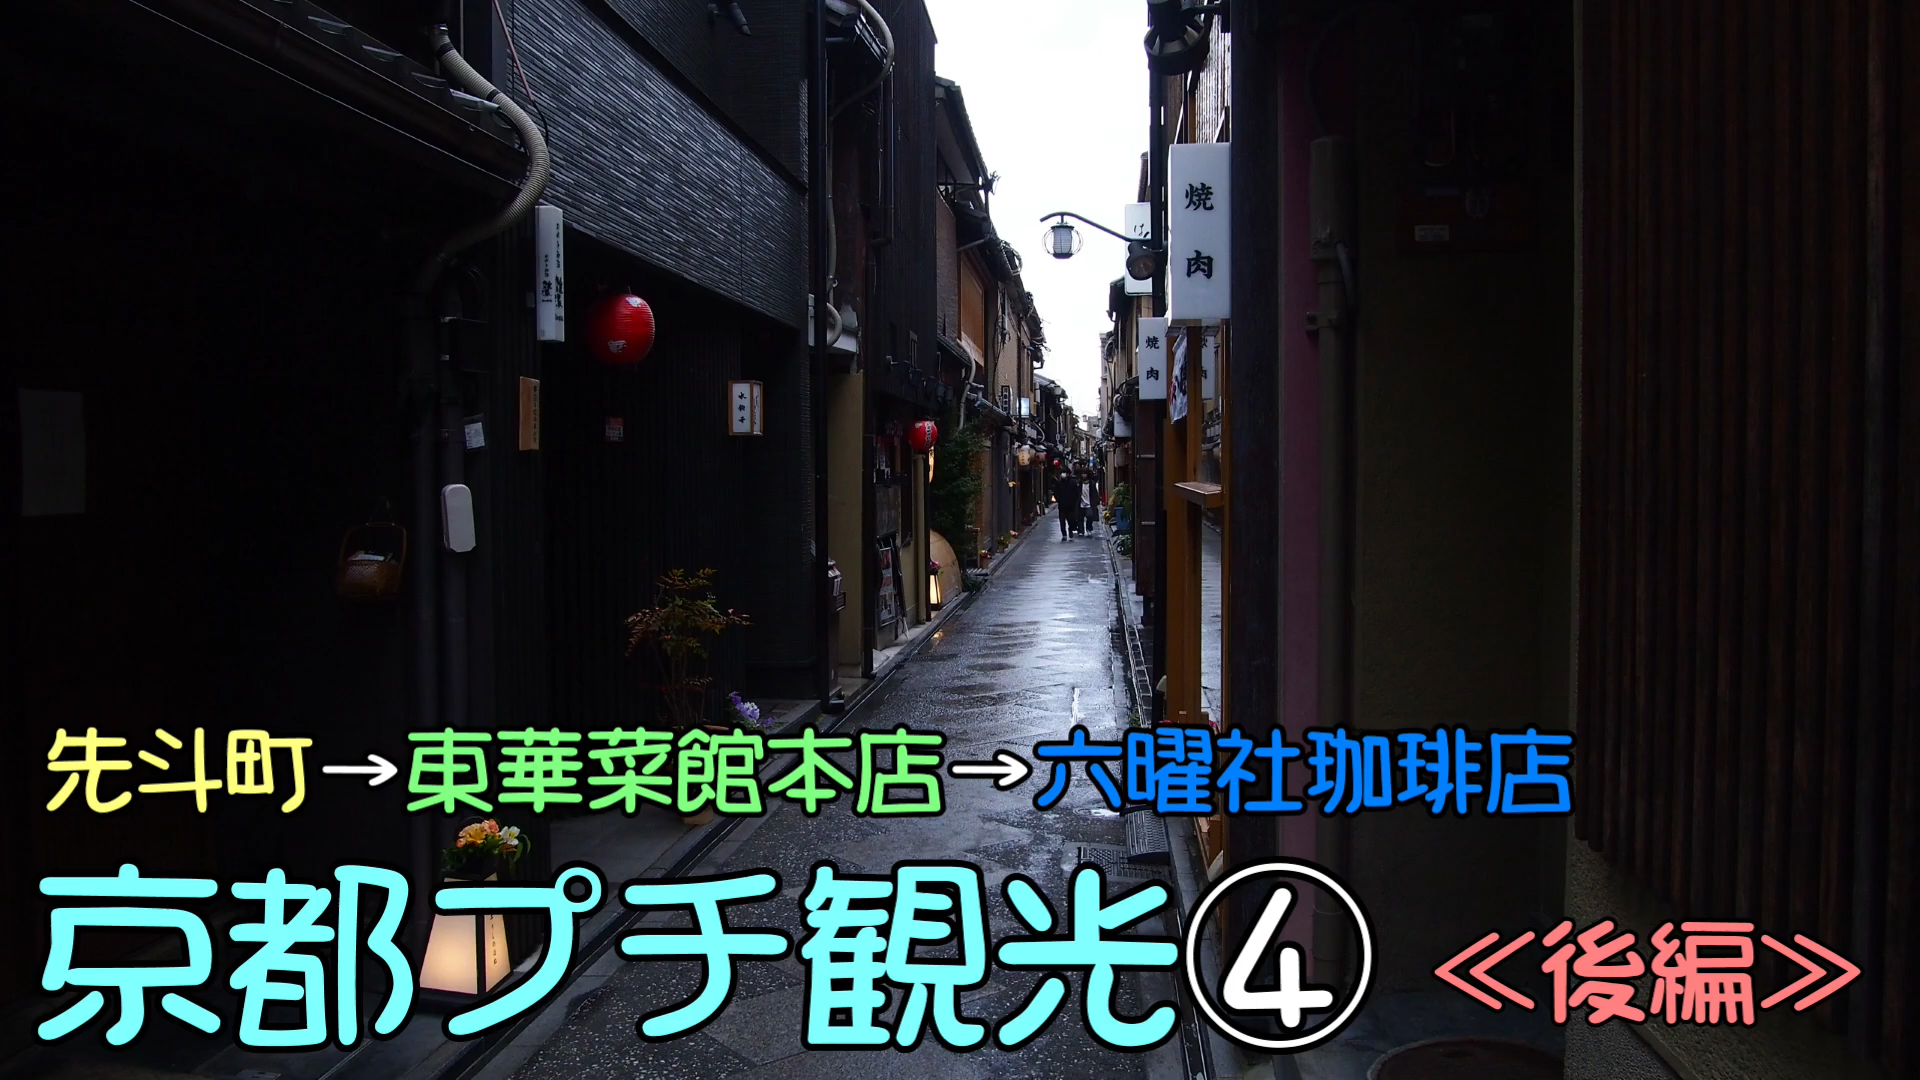 焼肉
焼肉
先斗町→東華菜館本店→六曜社珈琲店
京都プチ観光④ ≪後編≫